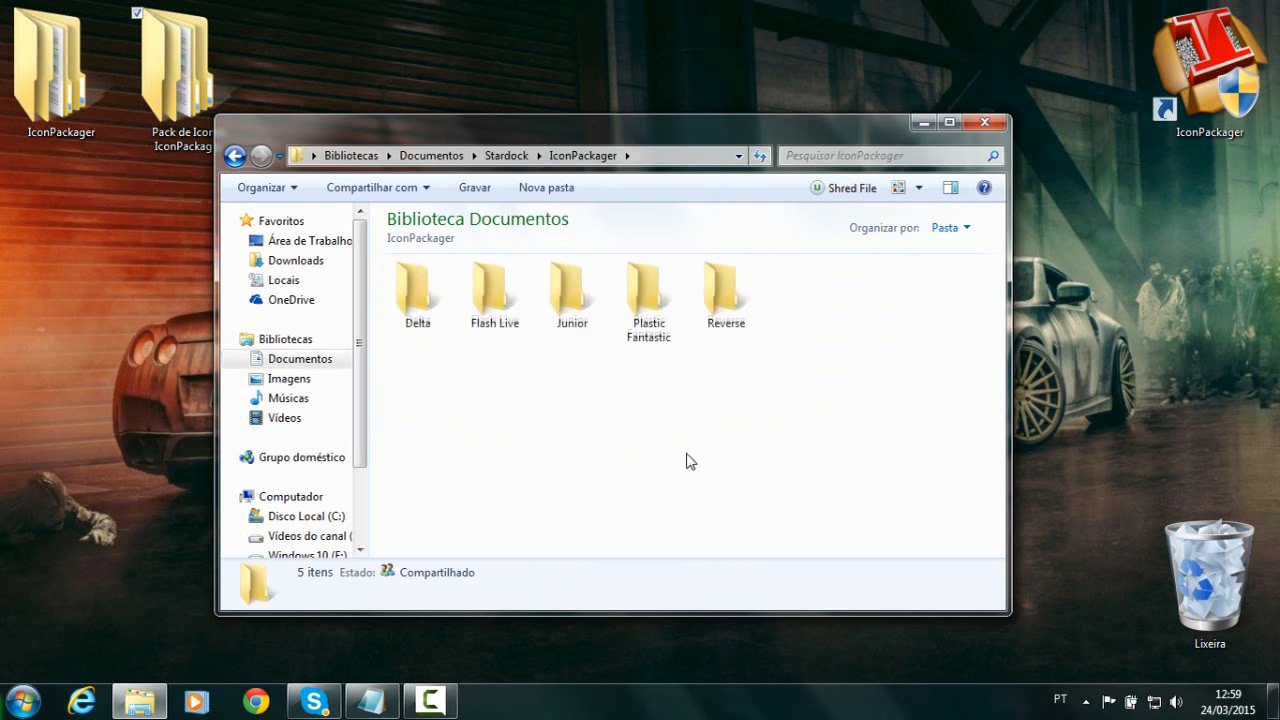 IconPackager
Pack de Icon
IconPackag
IconPackager
Bibliotecas
Documentos
Stardock
IconPackager
Pesquisar IconPackager
Organizar
Compartilhar com
Gravar
Nova pasta
Shred File
Favoritos
Área de Trabalho
Downloads
Locais
OneDrive
Bibliotecas
Documentos
Imagens
Músicas
Vídeos
Grupo doméstico
Computador
Disco Local (C:)
Vídeos do canal (
Windows 10 (F:)
Biblioteca Documentos
IconPackager
Organizar por: Pasta
Delta
Flash Live
Junior
Plastic
Fantastic
Reverse
5 itens Estado: Compartilhado
Lixeira
PT
12:59
24/03/2015